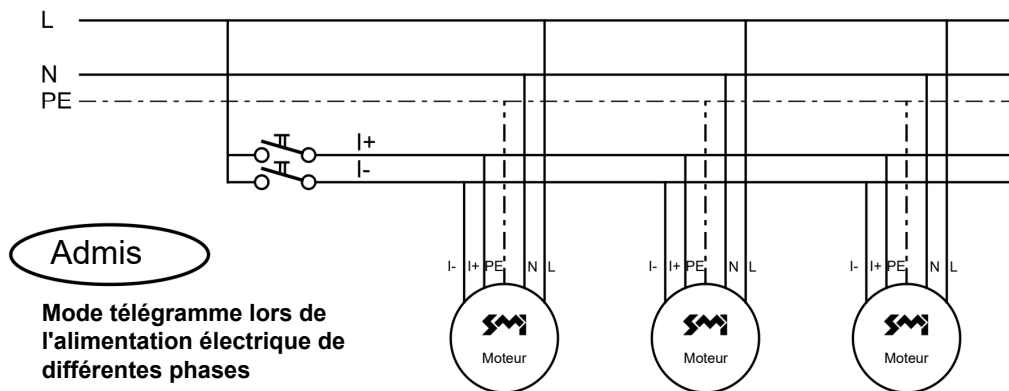 L
N
PE
I+
I-
Admis
I- I+ PE N L
I- I+ PE N L
I- I+ PE N L
Mode télégramme lors de
l'alimentation électrique de
différentes phases
SMI
Moteur
SMI
Moteur
SMI
Moteur